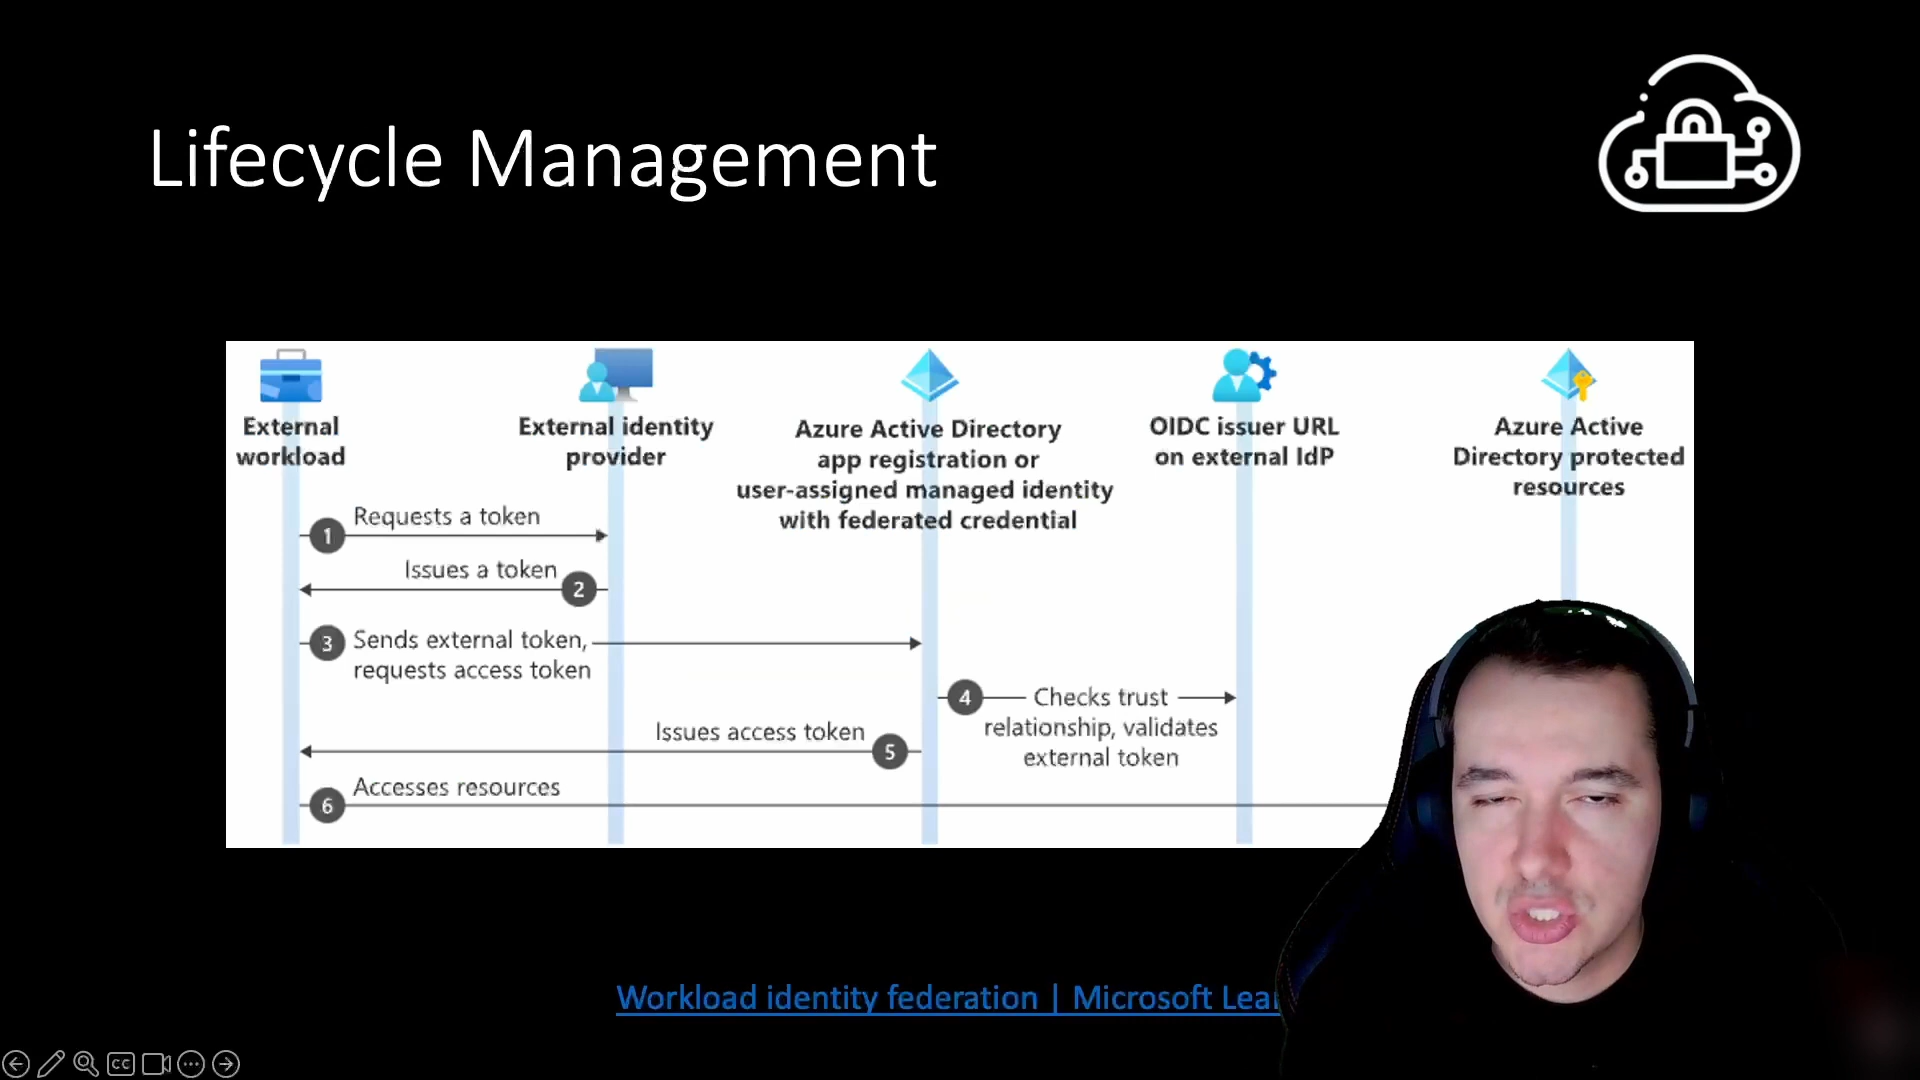 Lifecycle Management
External
workload
External identity
provider
Azure Active Directory
app registration or
user-assigned managed identity
with federated credential
OIDC issuer URL
on external IdP
Azure Active
Directory protected
resources
1 Requests a token
Issues a token 2
3 Sends external token,
requests access token
4 Checks trust
relationship, validates
external token
Issues access token 5
6 Accesses resources
Workload identity federation | Microsoft
CC